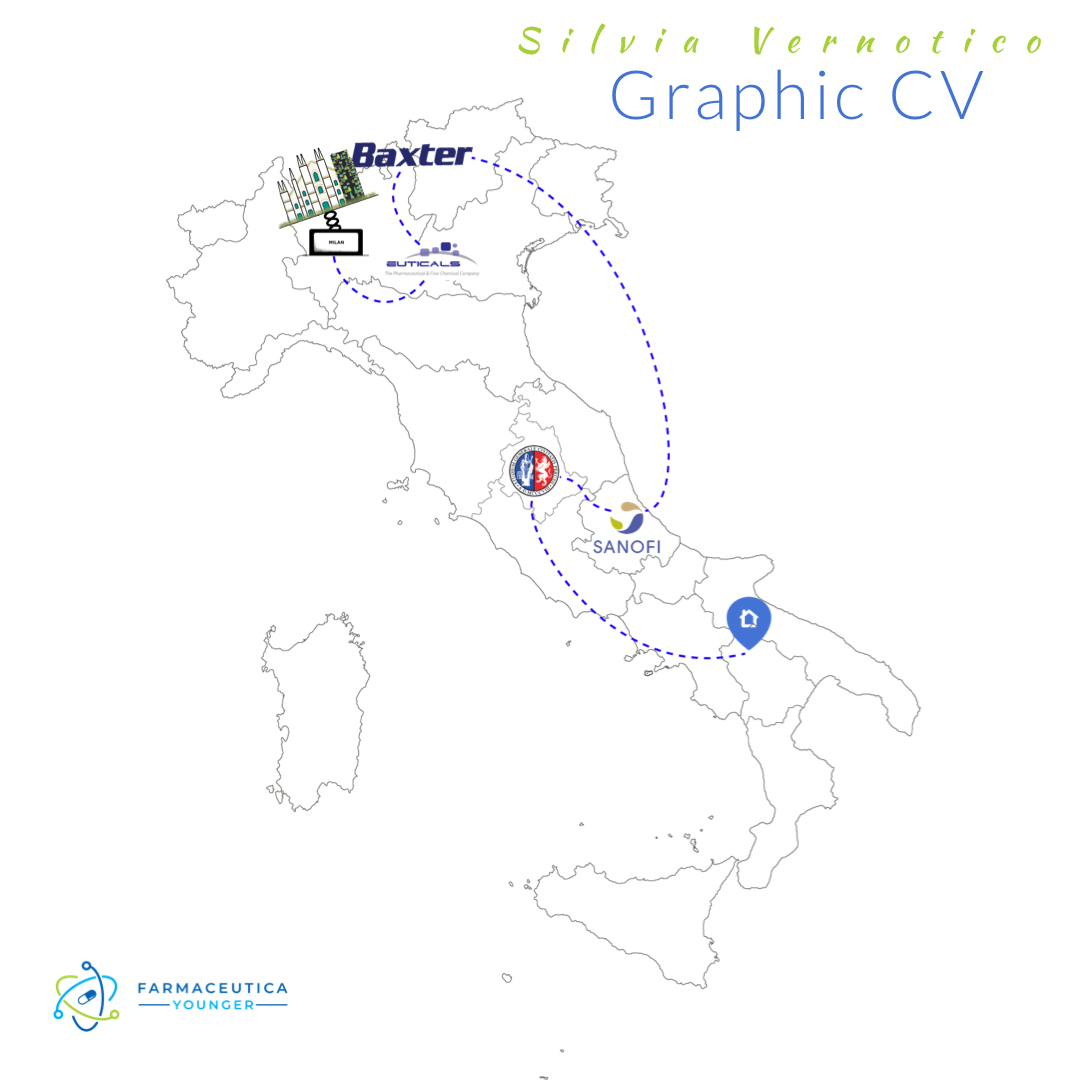 Silvia Vernotico
Graphic CV
Baxter
MILAN
EUTICALS
The Pharmaceutical & Fine Chemical Company
SANOFI
FARMACEUTICA
YOUNGER